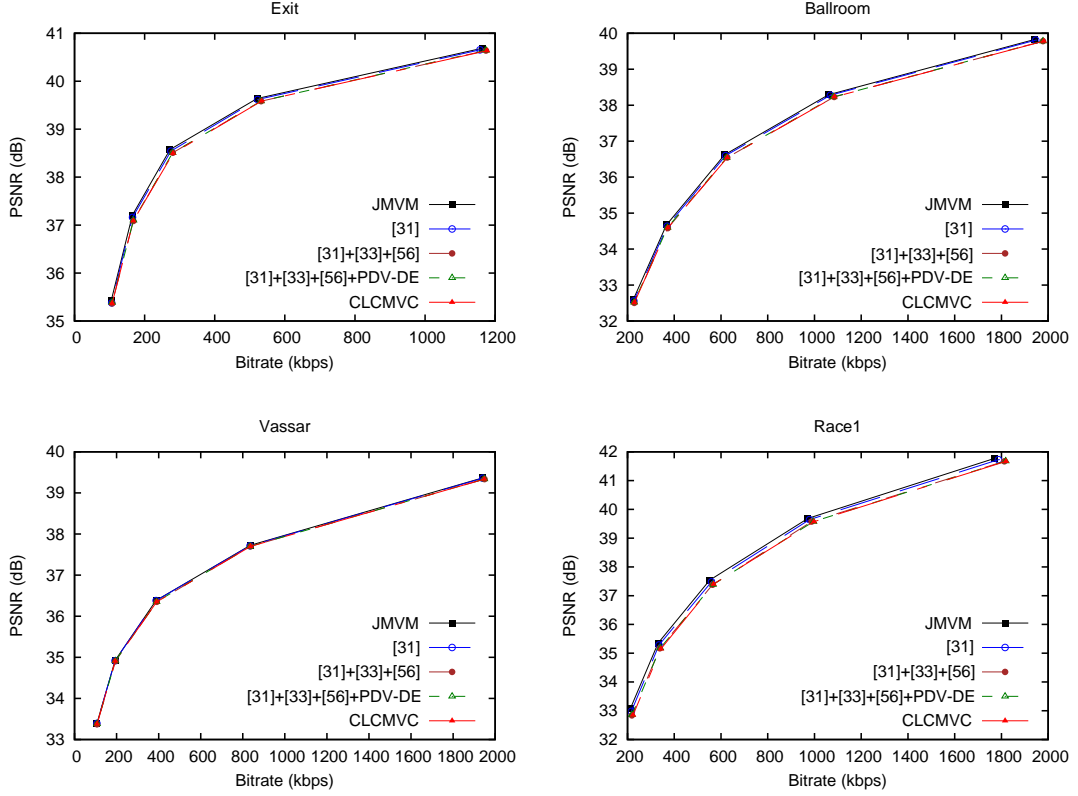 Exit
PSNR (dB)
41
40
39
38
37
36
35
0 200 400 600 800 1000 1200
Bitrate (kbps)
JMVM
[31]
[31]+[33]+[56]
[31]+[33]+[56]+PDV-DE
CLCMVC
Ballroom
PSNR (dB)
40
39
38
37
36
35
34
33
32
200 400 600 800 1000 1200 1400 1600 1800 2000
Bitrate (kbps)
JMVM
[31]
[31]+[33]+[56]
[31]+[33]+[56]+PDV-DE
CLCMVC
Vassar
PSNR (dB)
40
39
38
37
36
35
34
33
0 200 400 600 800 1000 1200 1400 1600 1800 2000
Bitrate (kbps)
JMVM
[31]
[31]+[33]+[56]
[31]+[33]+[56]+PDV-DE
CLCMVC
Race1
PSNR (dB)
42
41
40
39
38
37
36
35
34
33
32
200 400 600 800 1000 1200 1400 1600 1800 2000
Bitrate (kbps)
JMVM
[31]
[31]+[33]+[56]
[31]+[33]+[56]+PDV-DE
CLCMVC